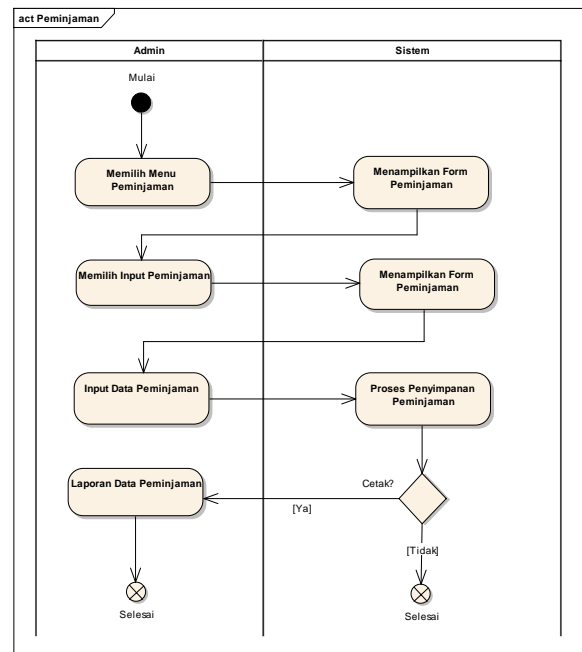 act Peminjaman
Admin
Sistem
Mulai
Memilih Menu
Peminjaman
Menampilkan Form
Peminjaman
Memilih Input Peminjaman
Menampilkan Form
Peminjaman
Input Data Peminjaman
Proses Penyimpanan
Peminjaman
Laporan Data Peminjaman
Cetak?
[Ya]
[Tidak]
Selesai
Selesai